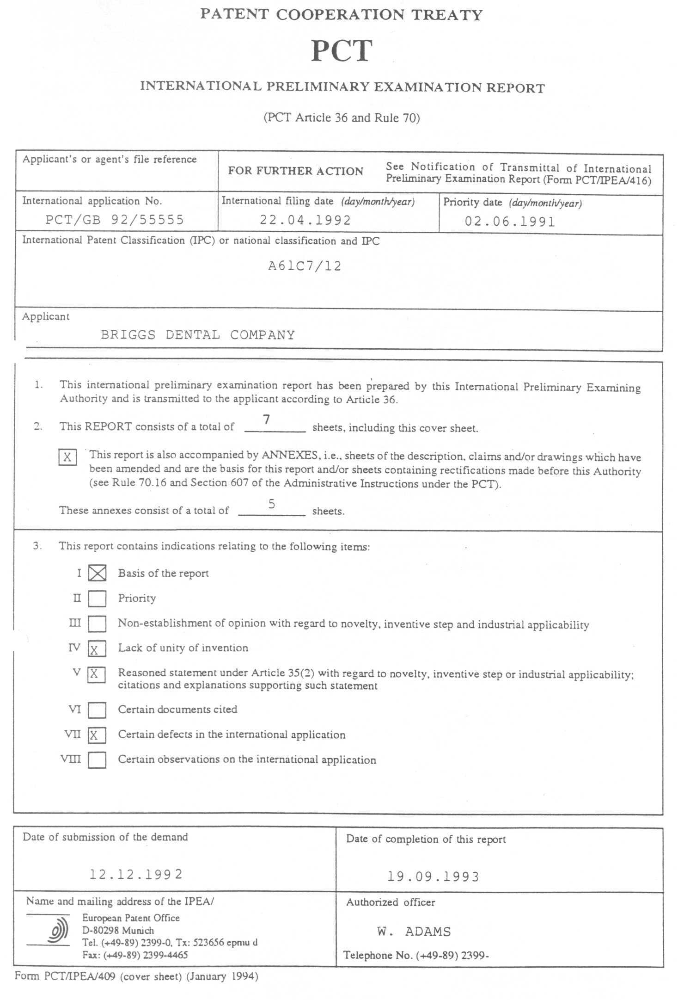 PATENT COOPERATION TREATY
PCT
INTERNATIONAL PRELIMINARY EXAMINATION REPORT
(PCT Article 36 and Rule 70)
Applicant's or agent's file reference
FOR FURTHER ACTION
See Notification of Transmittal of International
Preliminary Examination Report (Form PCT/IPEA/416)
International application No.
PCT/GB 92/55555
International filing date (day/month/year)
22.04.1992
Priority date (day/month/year)
02.06.1991
International Patent Classification (IPC) or national classification and IPC
A61C7/12
Applicant
BRIGGS DENTAL COMPANY
1. This international preliminary examination report has been prepared by this International Preliminary Examining
Authority and is transmitted to the applicant according to Article 36.
2. This REPORT consists of a total of 7 sheets, including this cover sheet.
X This report is also accompanied by ANNEXES, i.e., sheets of the description, claims and/or drawings which have
been amended and are the basis for this report and/or sheets containing rectifications made before this Authority
(see Rule 70.16 and Section 607 of the Administrative Instructions under the PCT).
These annexes consist of a total of 5 sheets.
3. This report contains indications relating to the following items:
I X Basis of the report
II Priority
III Non-establishment of opinion with regard to novelty, inventive step and industrial applicability
IV X Lack of unity of invention
V X Reasoned statement under Article 35(2) with regard to novelty, inventive step or industrial applicability;
citations and explanations supporting such statement
VI Certain documents cited
VII X Certain defects in the international application
VIII Certain observations on the international application
Date of submission of the demand
12.12.1992
Date of completion of this report
19.09.1993
Name and mailing address of the IPEA/
European Patent Office
D-80298 Munich
Tel. (+49-89) 2399-0, Tx: 523656 epmu d
Fax: (+49-89) 2399-4465
Authorized officer
W. ADAMS
Telephone No. (+49-89) 2399-
Form PCT/IPEA/409 (cover sheet) (January 1994)